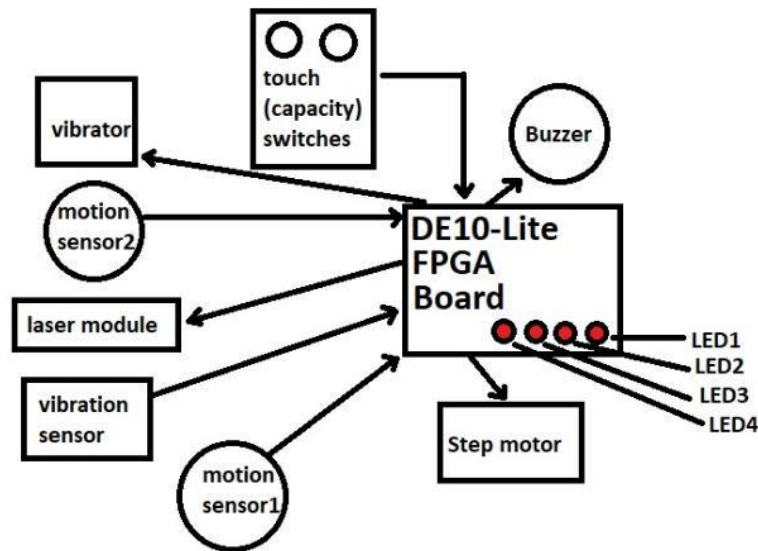 touch
(capacity)
switches
vibrator
Buzzer
motion
sensor2
DE10-Lite
FPGA
Board
laser module
LED1
LED2
LED3
LED4
vibration
sensor
Step motor
motion
sensor1